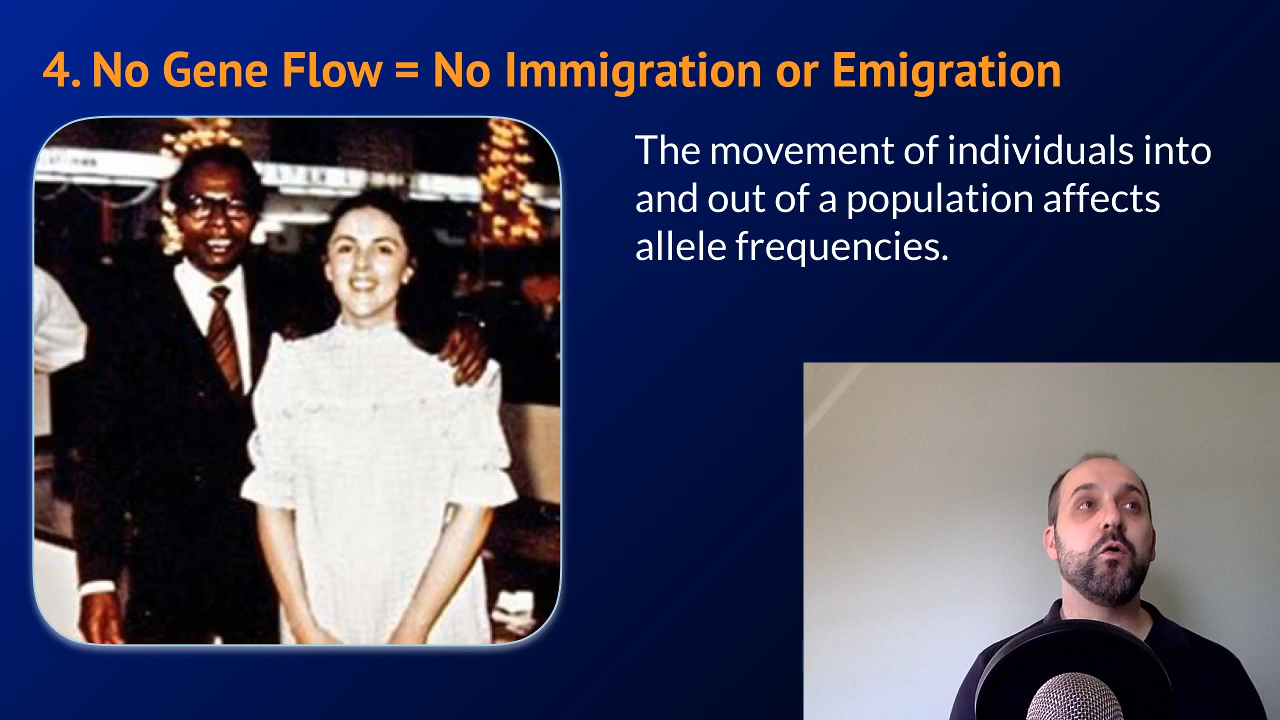 4. No Gene Flow = No Immigration or Emigration
The movement of individuals into
and out of a population affects
allele frequencies.